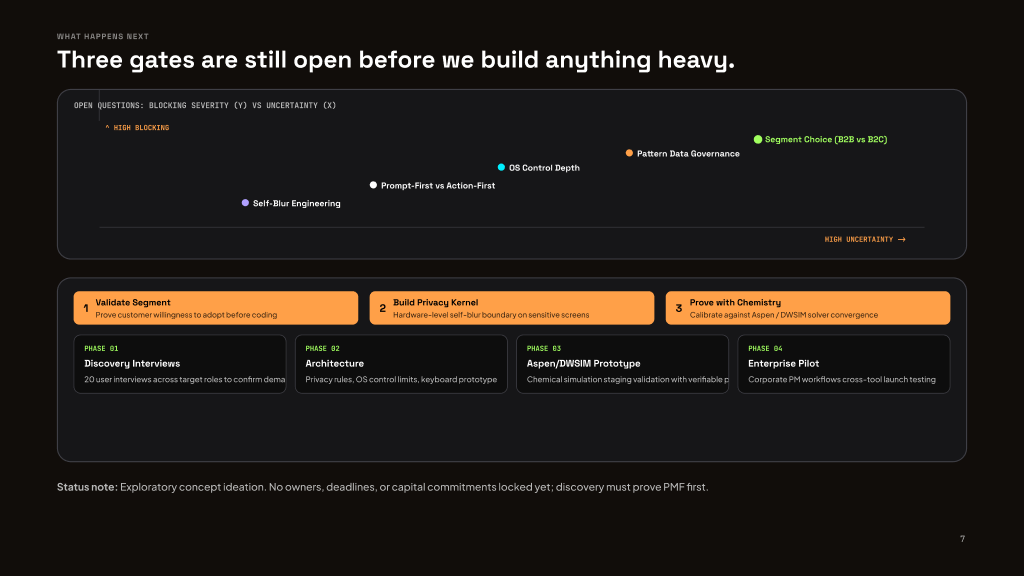 WHAT HAPPENS NEXT
Three gates are still open before we build anything heavy.
OPEN QUESTIONS: BLOCKING SEVERITY (Y) VS UNCERTAINTY (X)
^ HIGH BLOCKING
Segment Choice (B2B vs B2C)
Pattern Data Governance
OS Control Depth
Prompt-First vs Action-First
Self-Blur Engineering
HIGH UNCERTAINTY →
1 Validate Segment
Prove customer willingness to adopt before coding
2 Build Privacy Kernel
Hardware-level self-blur boundary on sensitive screens
3 Prove with Chemistry
Calibrate against Aspen / DWSIM solver convergence
PHASE 01
Discovery Interviews
20 user interviews across target roles to confirm dema
PHASE 02
Architecture
Privacy rules, OS control limits, keyboard prototype
PHASE 03
Aspen/DWSIM Prototype
Chemical simulation staging validation with verifiable p
PHASE 04
Enterprise Pilot
Corporate PM workflows cross-tool launch testing
Status note: Exploratory concept ideation. No owners, deadlines, or capital commitments locked yet; discovery must prove PMF first.
7